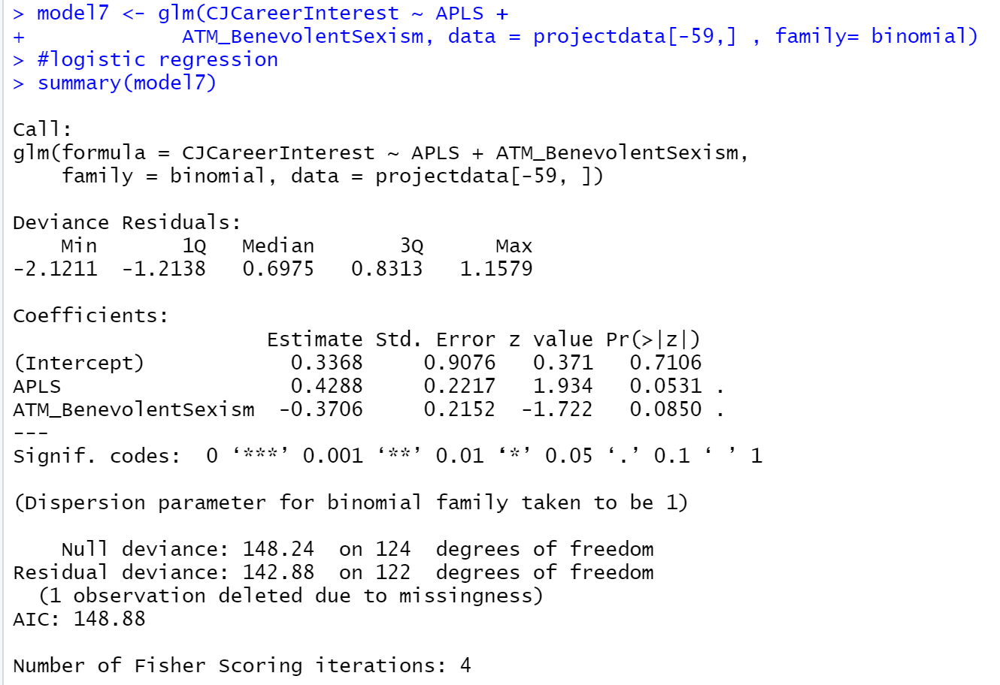 > model7 <- glm(CJCareerInterest ~ APLS +
+             ATM_BenevolentSexism, data = projectdata[-59,] , family= binomial)
> #logistic regression
> summary(model7)
Call:
glm(formula = CJCareerInterest ~ APLS + ATM_BenevolentSexism,
    family = binomial, data = projectdata[-59, ])
Deviance Residuals:
    Min       1Q   Median       3Q      Max
-2.1211  -1.2138   0.6975   0.8313   1.1579
Coefficients:
                     Estimate Std. Error z value Pr(>|z|)
(Intercept)            0.3368     0.9076   0.371   0.7106
APLS                   0.4288     0.2217   1.934   0.0531 .
ATM_BenevolentSexism  -0.3706     0.2152  -1.722   0.0850 .
---
Signif. codes:  0 ‘***’ 0.001 ‘**’ 0.01 ‘*’ 0.05 ‘.’ 0.1 ‘ ’ 1
(Dispersion parameter for binomial family taken to be 1)
    Null deviance: 148.24  on 124  degrees of freedom
Residual deviance: 142.88  on 122  degrees of freedom
  (1 observation deleted due to missingness)
AIC: 148.88
Number of Fisher Scoring iterations: 4